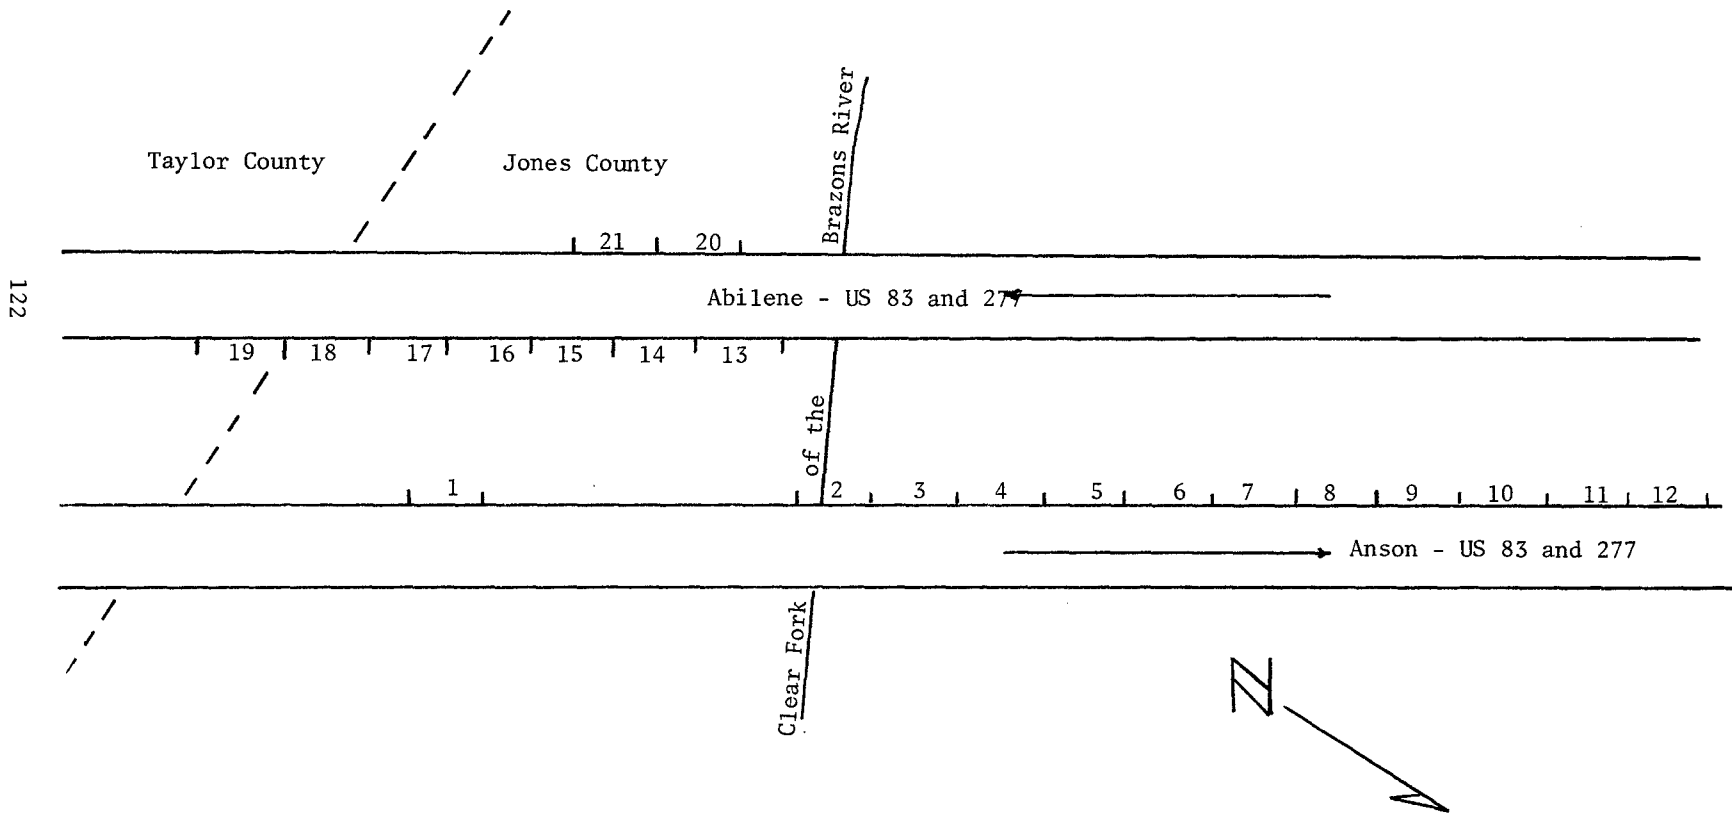 Taylor County
Jones County
Brazons River
21 20
Abilene - US 83 and 277
122
19 18 17 16 15 14 13
of the
1 2 3 4 5 6 7 8 9 10 11 12
Anson - US 83 and 277
Clear Fork
N